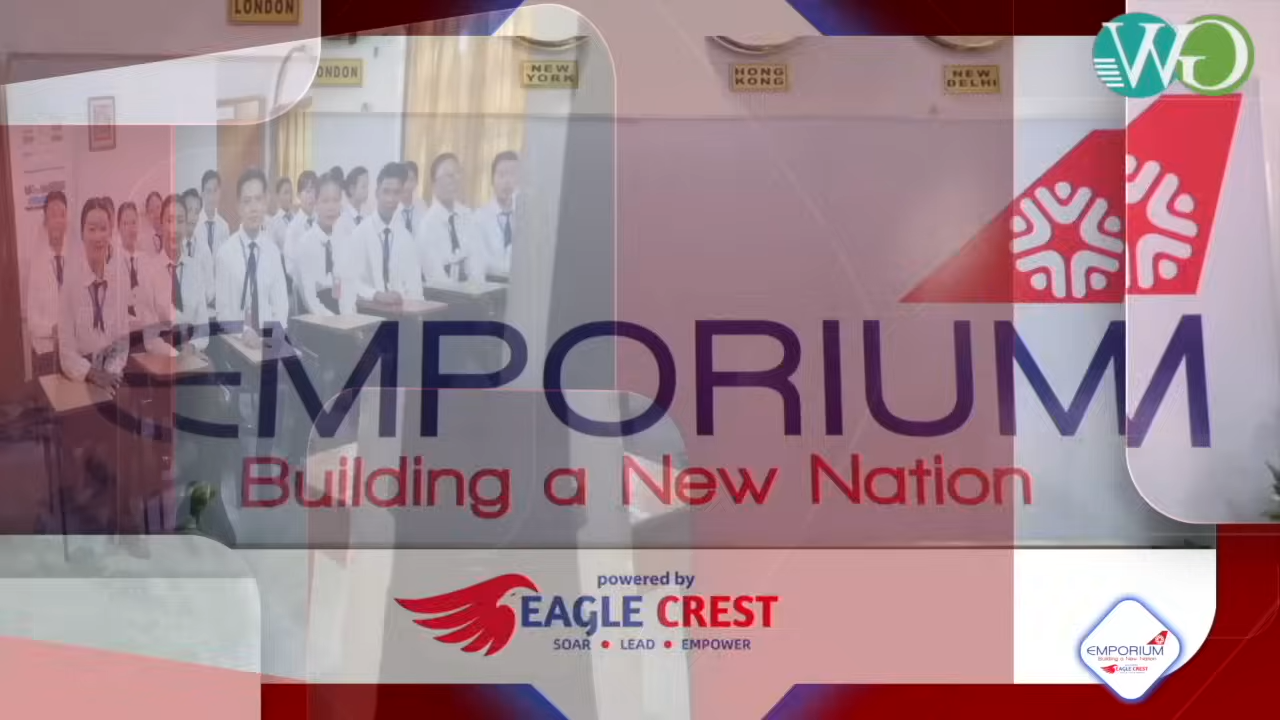 LONDON
LONDON
NEW
YORK
HONG
KONG
NEW
DELHI
WG
EMPORIUM
Building a New Nation
powered by
EAGLE CREST
SOAR • LEAD • EMPOWER
EMPORIUM
Building a New Nation
EAGLE CREST